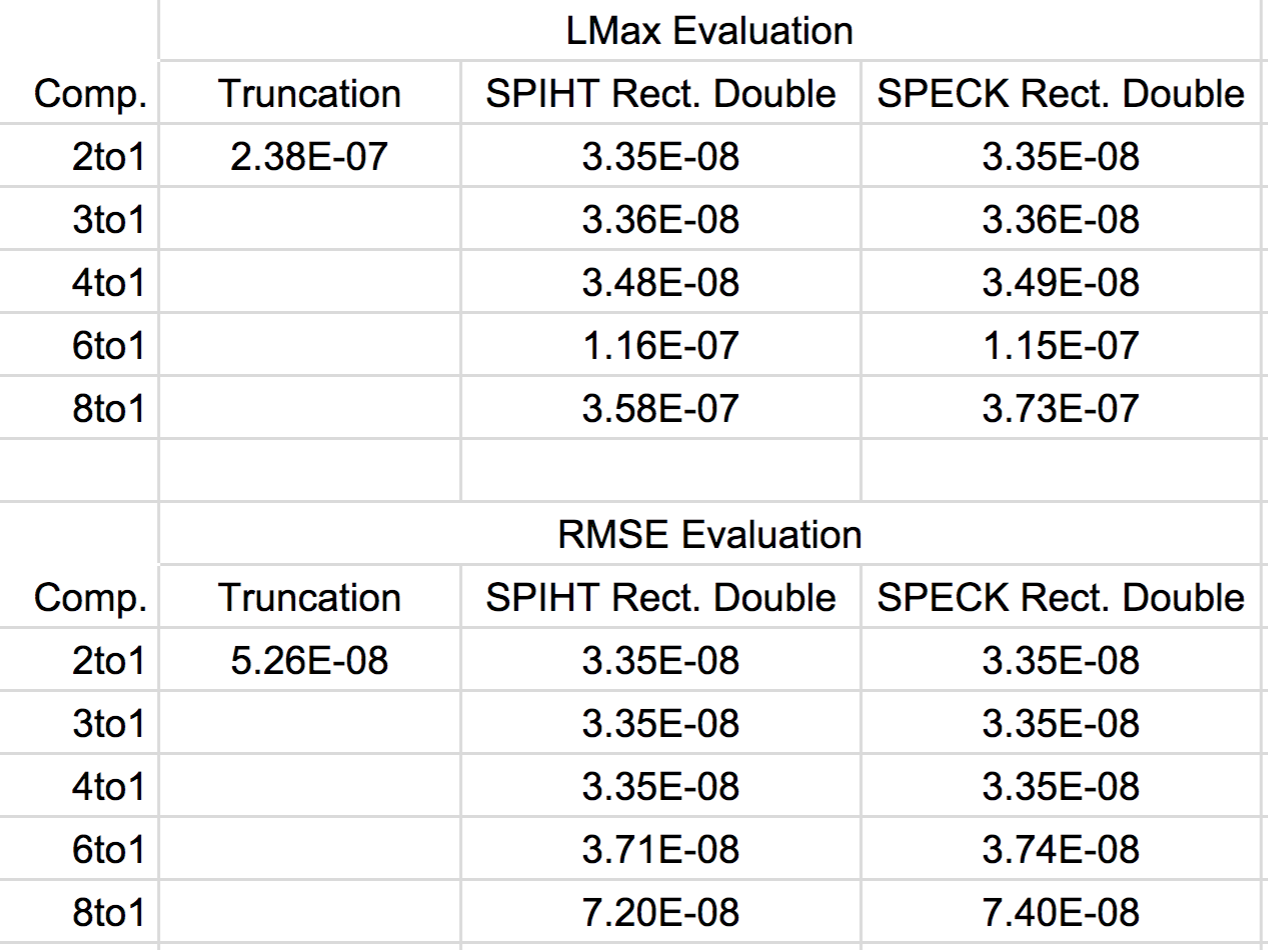 LMax Evaluation
Comp. Truncation SPIHT Rect. Double SPECK Rect. Double
2to1 2.38E-07 3.35E-08 3.35E-08
3to1 3.36E-08 3.36E-08
4to1 3.48E-08 3.49E-08
6to1 1.16E-07 1.15E-07
8to1 3.58E-07 3.73E-07
RMSE Evaluation
Comp. Truncation SPIHT Rect. Double SPECK Rect. Double
2to1 5.26E-08 3.35E-08 3.35E-08
3to1 3.35E-08 3.35E-08
4to1 3.35E-08 3.35E-08
6to1 3.71E-08 3.74E-08
8to1 7.20E-08 7.40E-08